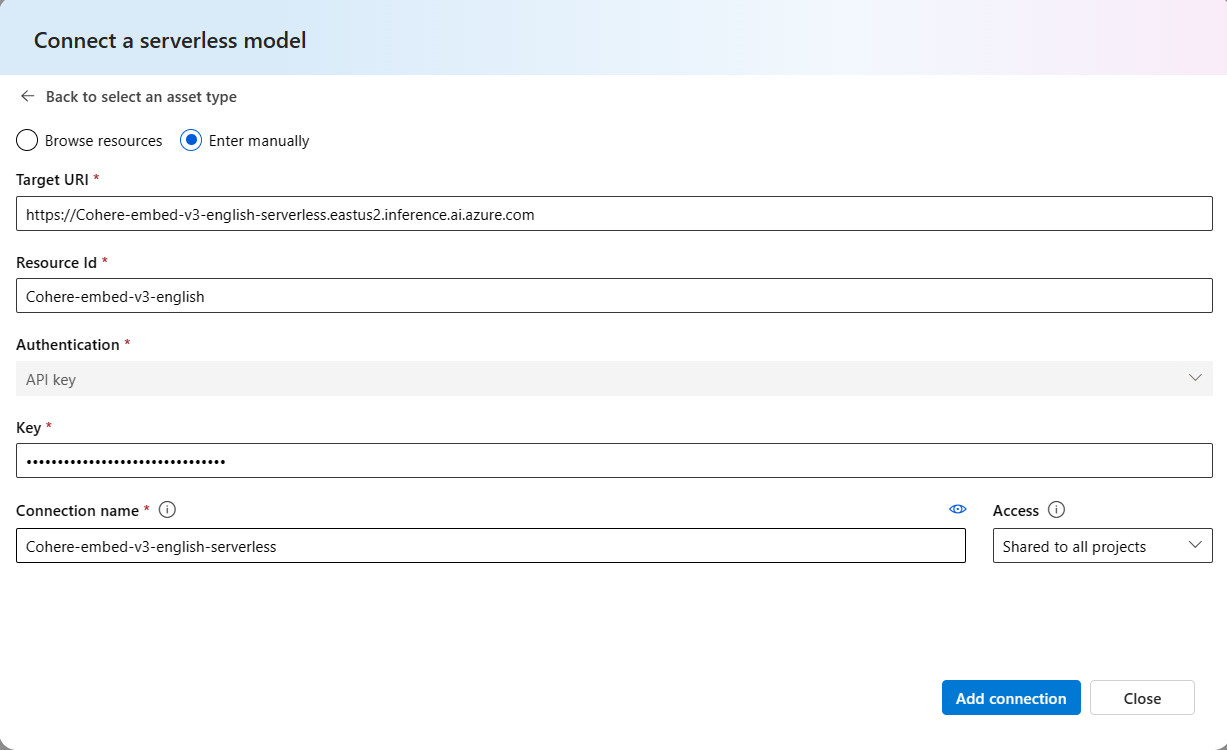 Connect a serverless model
Back to select an asset type
Browse resources Enter manually
Target URI *
https://Cohere-embed-v3-english-serverless.eastus2.inference.ai.azure.com
Resource Id *
Cohere-embed-v3-english
Authentication *
API key
Key *
••••••••••••••••••••••••••••••••
Connection name * Access
Cohere-embed-v3-english-serverless Shared to all projects
Add connection Close